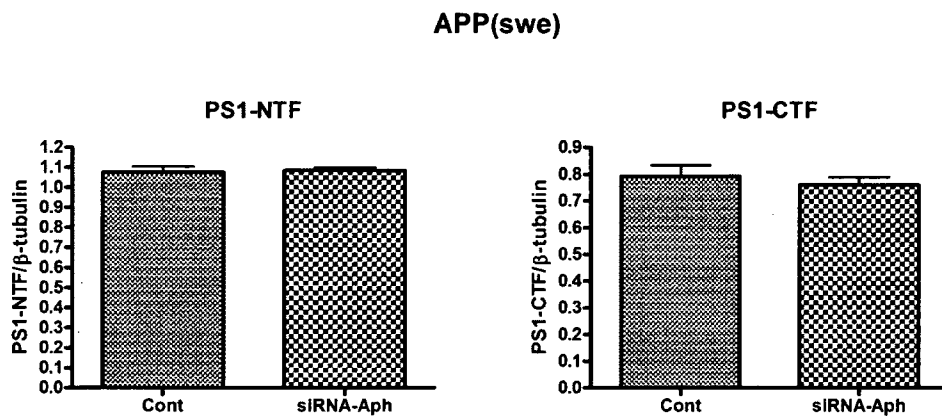 APP(swe)
PS1-NTF
PS1-NTF/β-tubulin
1.2
1.1
1.0
0.9
0.8
0.7
0.6
0.5
0.4
0.3
0.2
0.1
0.0
Cont
siRNA-Aph
PS1-CTF
PS1-CTF/β-tubulin
0.9
0.8
0.7
0.6
0.5
0.4
0.3
0.2
0.1
0.0
Cont
siRNA-Aph